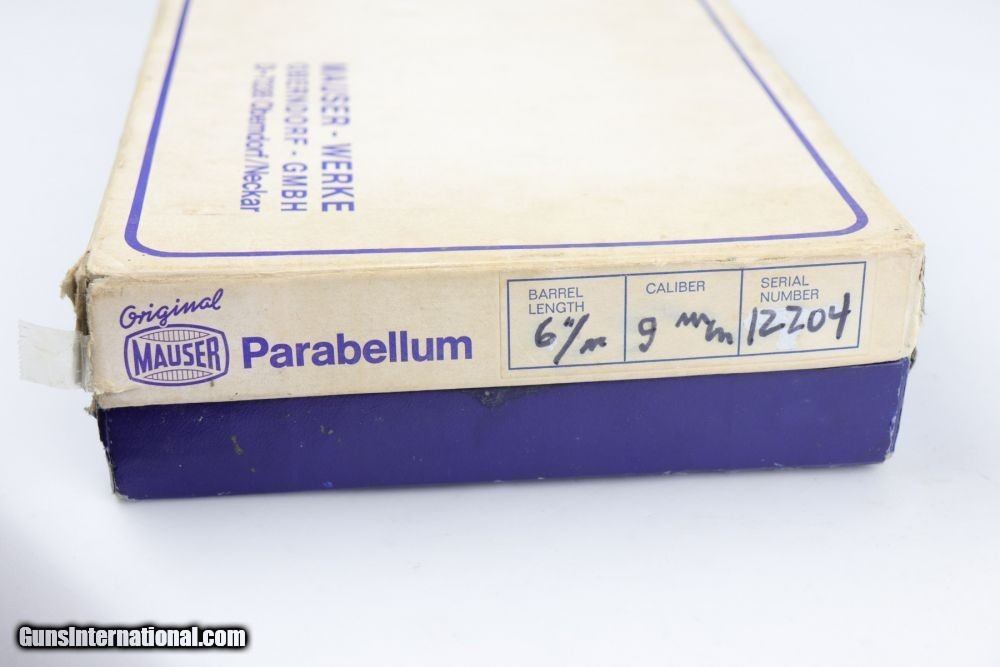 MAUSER - WERKE
OBERNDORF - GMBH
D-7238 Oberndorf/Neckar
Original
MAUSER
Parabellum
BARREL LENGTH
6"/m
CALIBER
9 m/m
SERIAL NUMBER
12204
GunsInternational.com